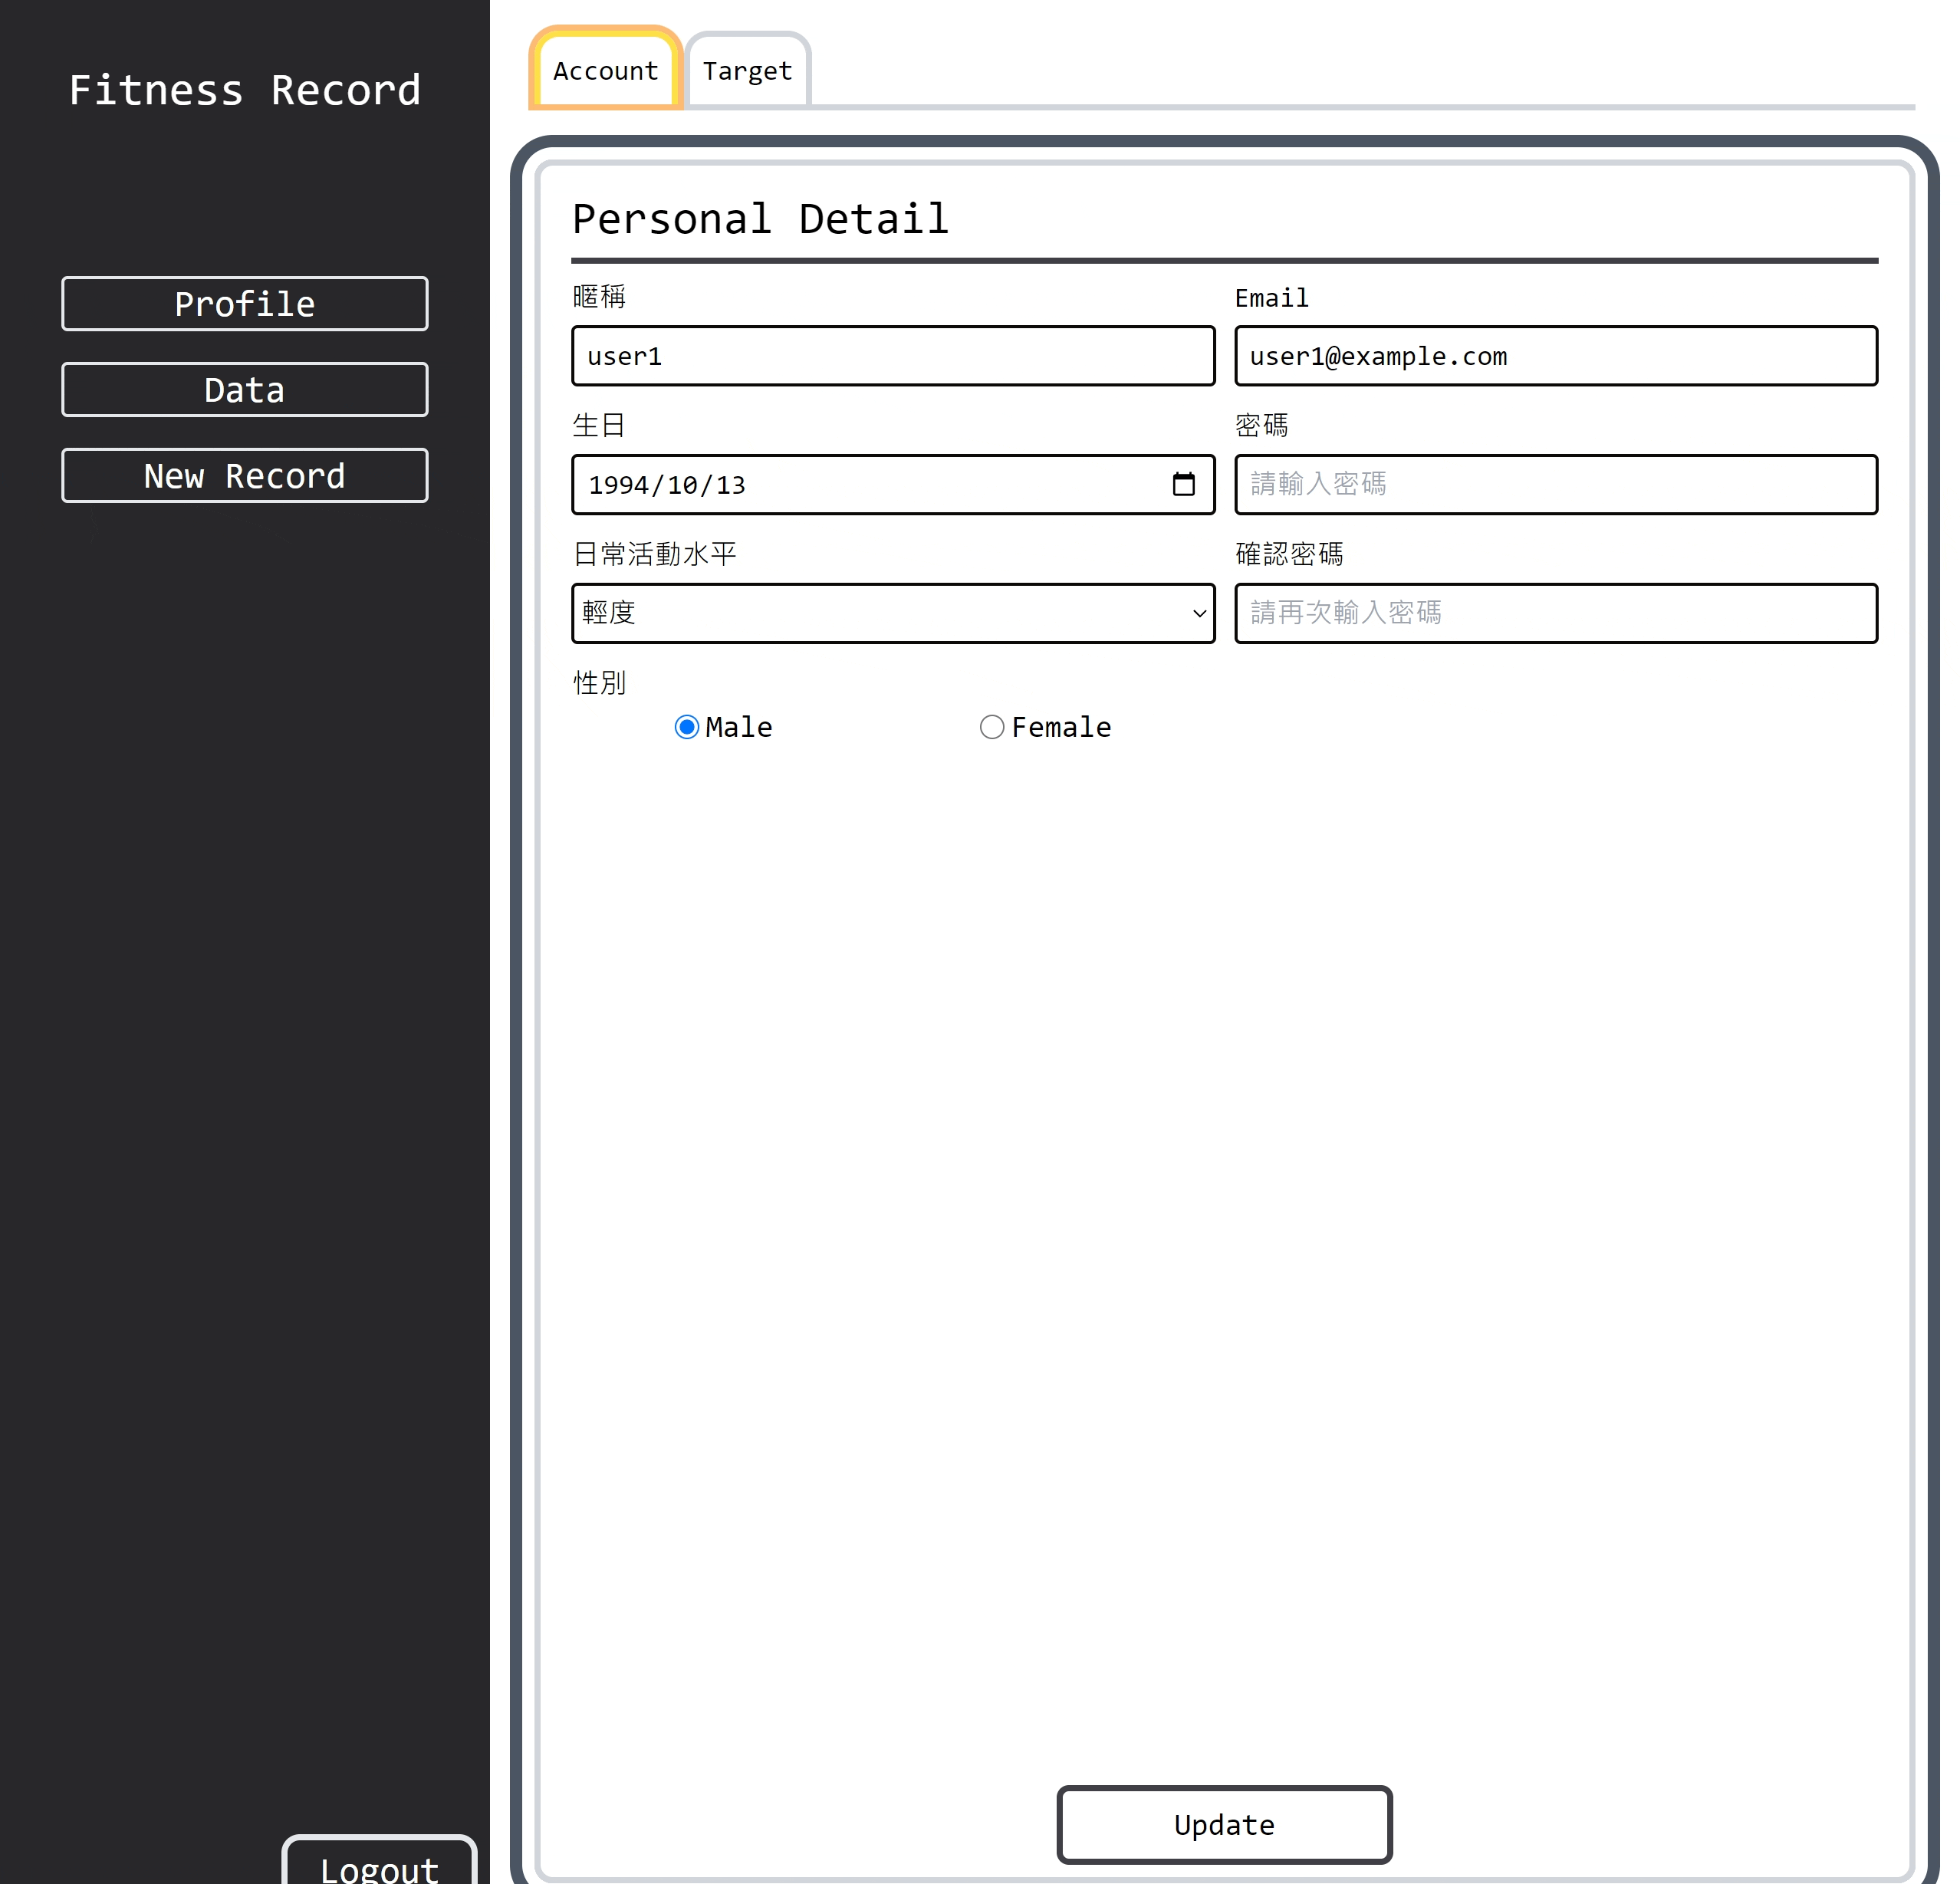 Fitness Record
Profile
Data
New Record
Logout
Account
Target
Personal Detail
暱稱
Email
user1
user1@example.com
生日
密碼
1994/10/13
請輸入密碼
日常活動水平
確認密碼
輕度
請再次輸入密碼
性別
Male
Female
Update